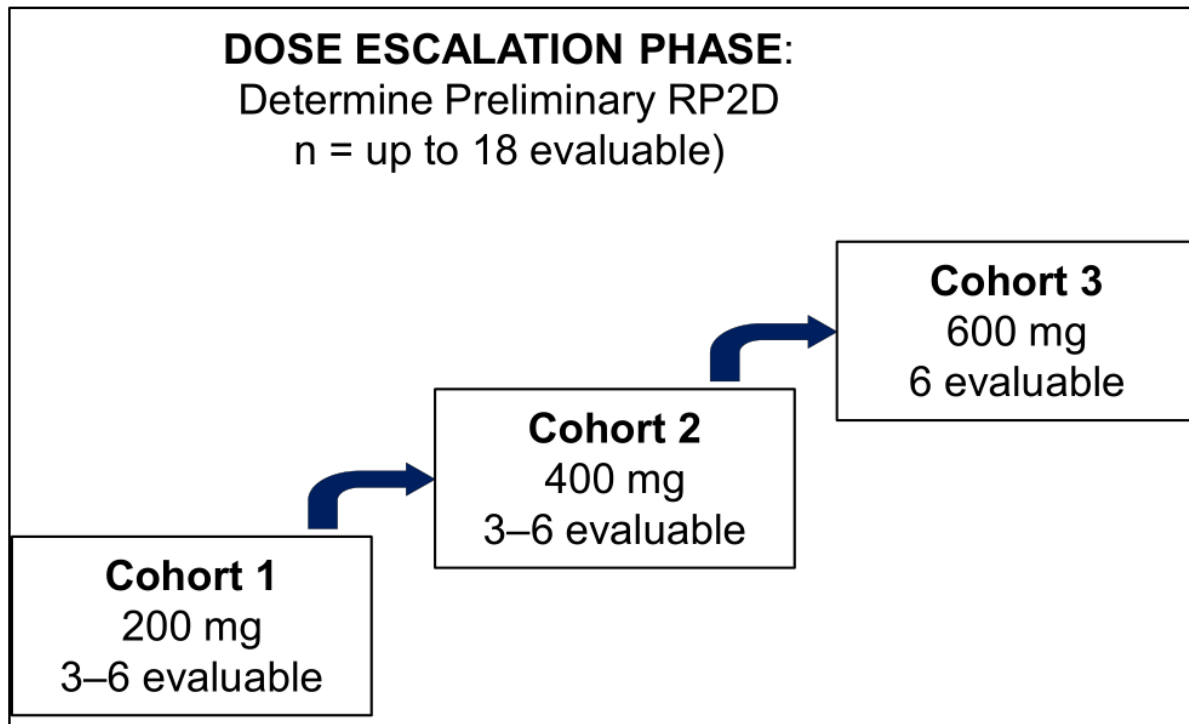 DOSE ESCALATION PHASE:
Determine Preliminary RP2D
n = up to 18 evaluable)
Cohort 3
600 mg
6 evaluable
Cohort 2
400 mg
3–6 evaluable
Cohort 1
200 mg
3–6 evaluable